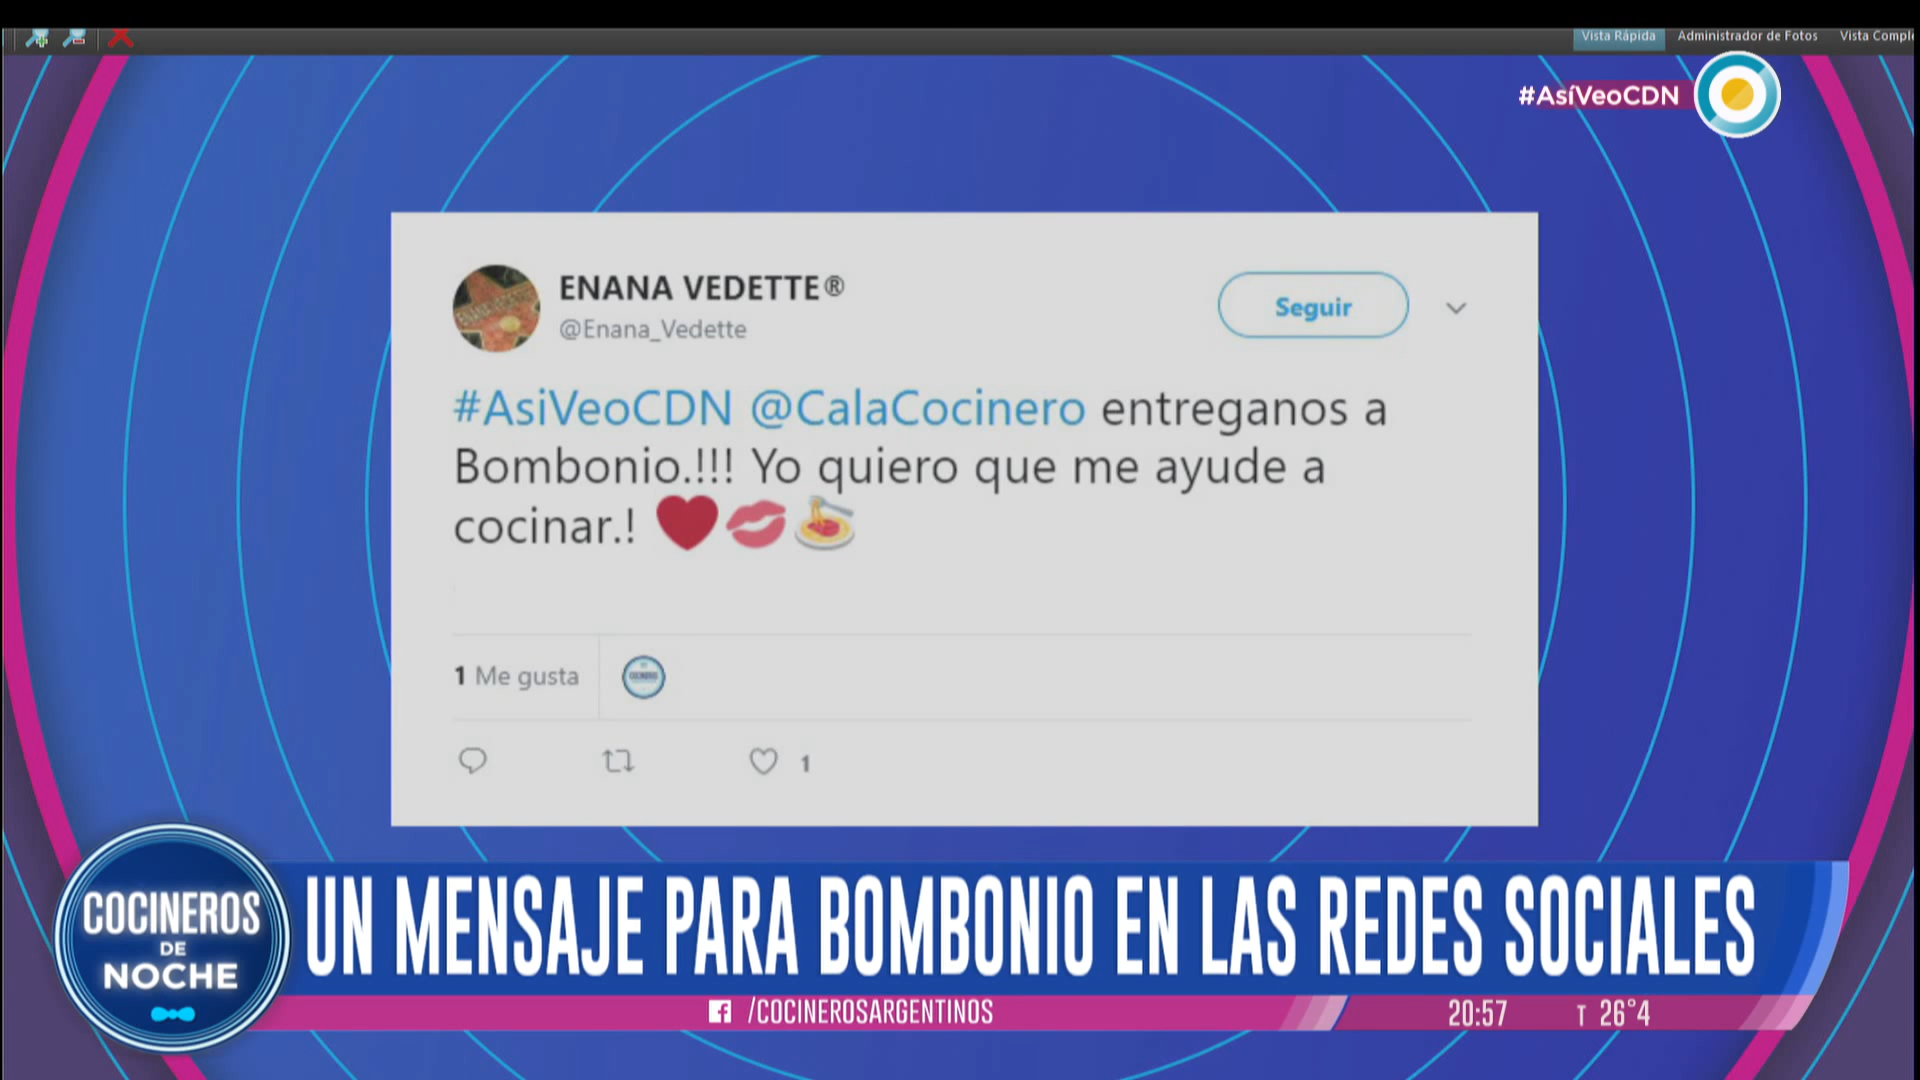 Vista Rápida Administrador de Fotos Vista Comple
#AsíVeoCDN
ENANA VEDETTE®
@Enana_Vedette
Seguir
#AsiVeoCDN @CalaCocinero entreganos a
Bombonio.!!! Yo quiero que me ayude a
cocinar.!
1 Me gusta
COCINEROS
1
COCINEROS
DE
NOCHE
UN MENSAJE PARA BOMBONIO EN LAS REDES SOCIALES
/COCINEROSARGENTINOS
20:57 T 26°4